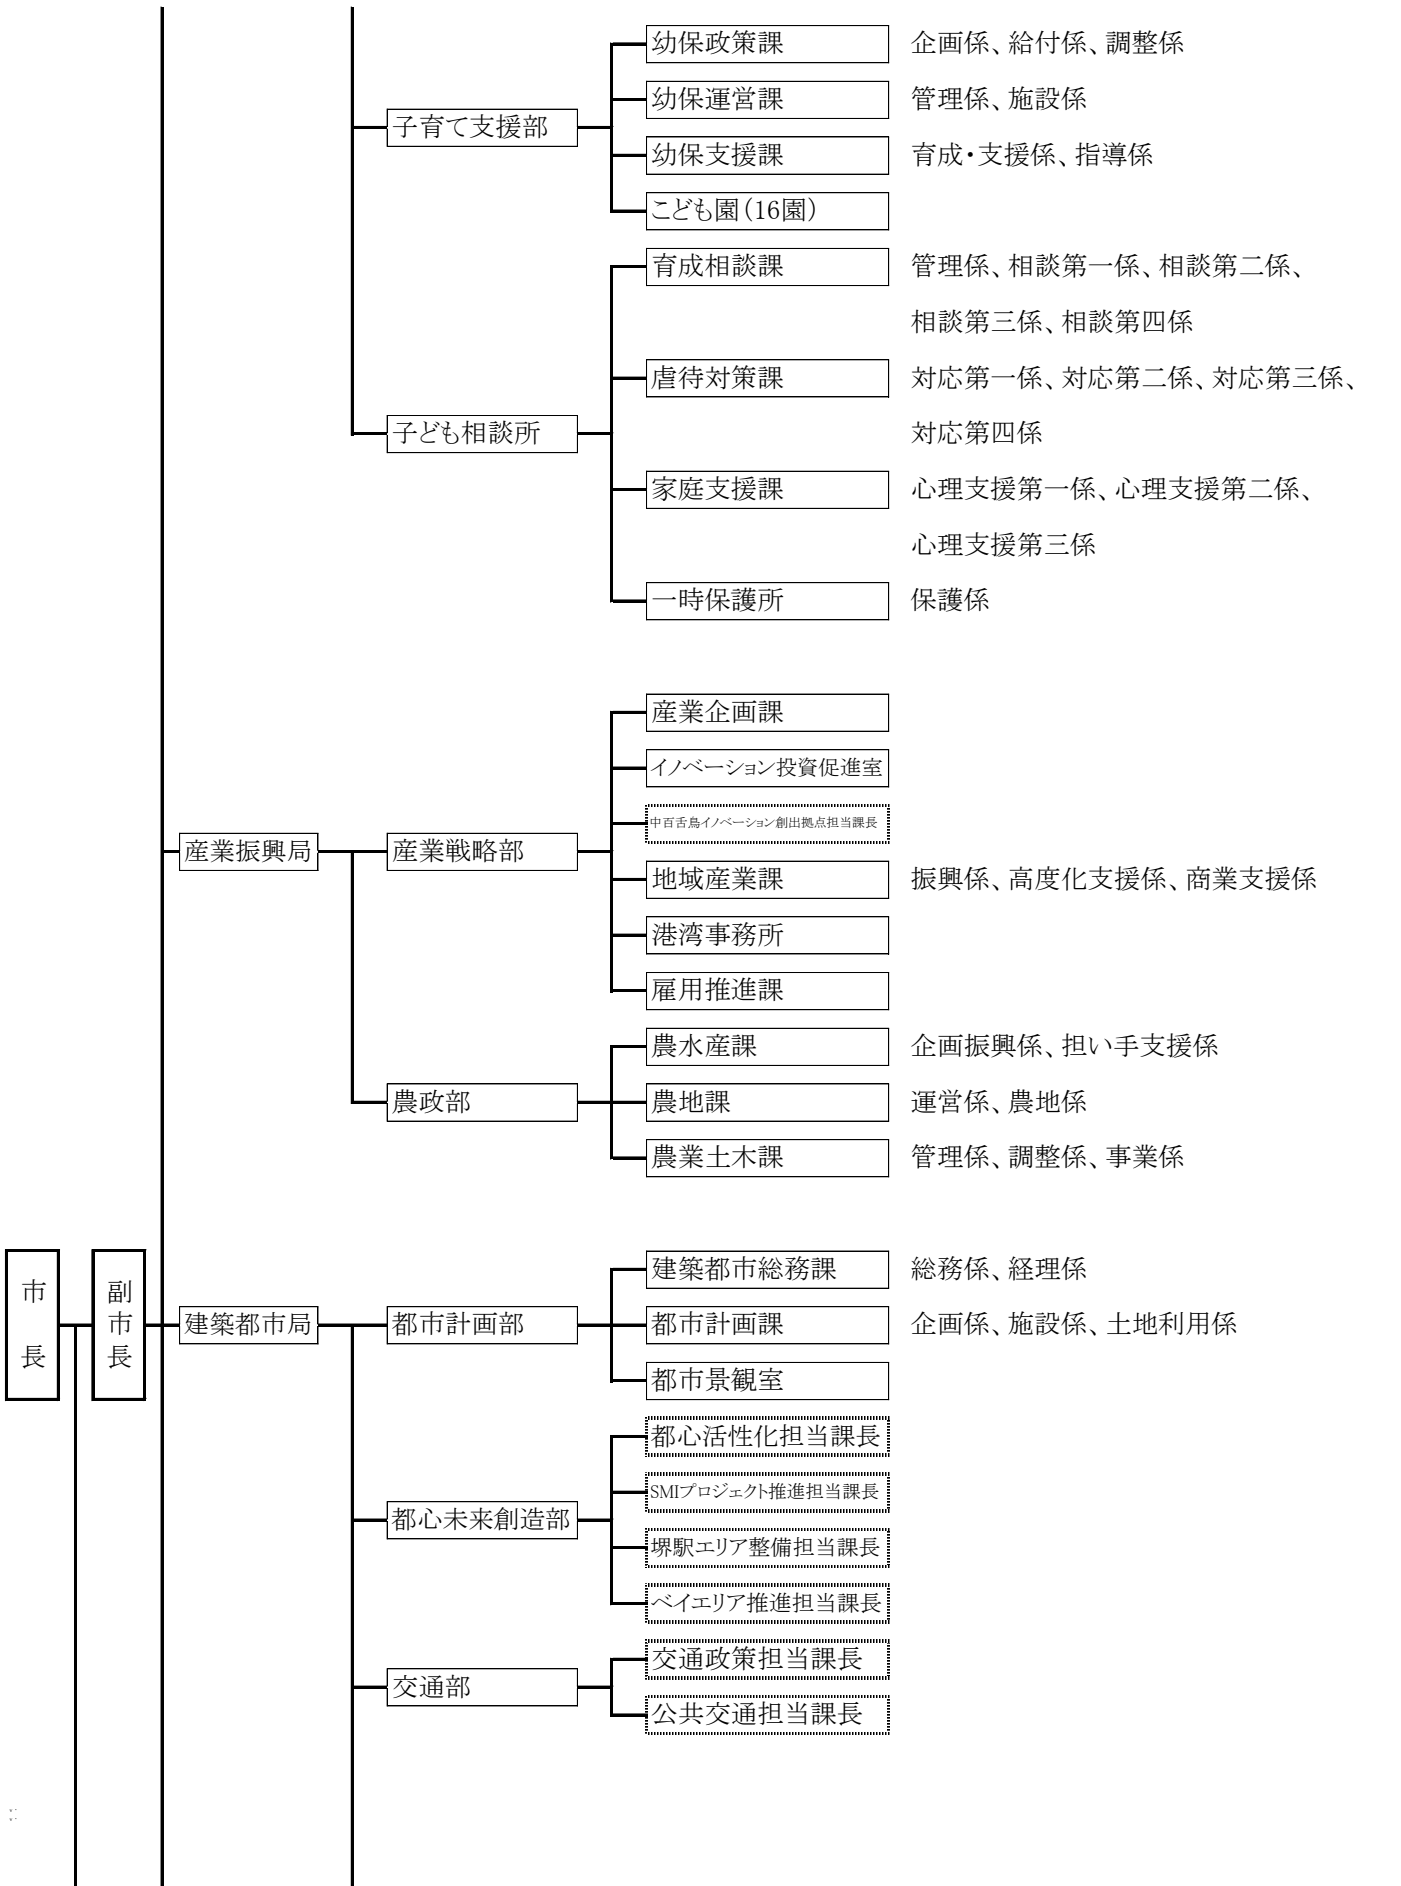 幼保政策課 企画係、給付係、調整係
幼保運営課 管理係、施設係
子育て支援部
幼保支援課 育成・支援係、指導係
こども園(16園)
育成相談課 管理係、相談第一係、相談第二係、
相談第三係、相談第四係
虐待対策課 対応第一係、対応第二係、対応第三係、
子ども相談所 対応第四係
家庭支援課 心理支援第一係、心理支援第二係、
心理支援第三係
一時保護所 保護係
産業企画課
イノベーション投資促進室
中百舌鳥イノベーション創出拠点担当課長
産業振興局 産業戦略部
地域産業課 振興係、高度化支援係、商業支援係
港湾事務所
雇用推進課
農水産課 企画振興係、担い手支援係
農政部 農地課 運営係、農地係
農業土木課 管理係、調整係、事業係
建築都市総務課 総務係、経理係
市長 副市長 建築都市局 都市計画部 都市計画課 企画係、施設係、土地利用係
都市景観室
都心活性化担当課長
SMIプロジェクト推進担当課長
都心未来創造部
堺駅エリア整備担当課長
ベイエリア推進担当課長
交通政策担当課長
交通部
公共交通担当課長